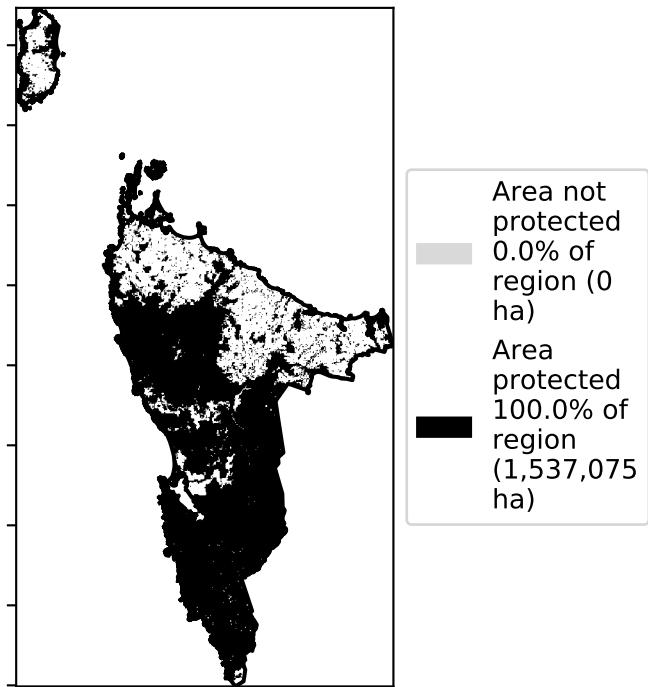 Area not
protected
0.0% of
region (0
ha)
Area
protected
100.0% of
region
(1,537,075
ha)